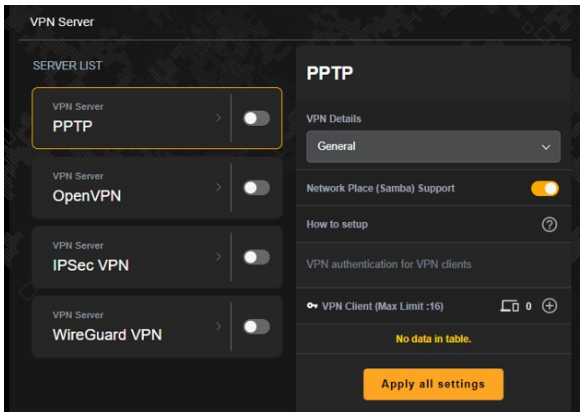 VPN Server
SERVER LIST
VPN Server
PPTP
VPN Server
OpenVPN
VPN Server
IPSec VPN
VPN Server
WireGuard VPN
PPTP
VPN Details
General
Network Place (Samba) Support
How to setup
VPN authentication for VPN clients
VPN Client (Max Limit :16) 0
No data in table.
Apply all settings